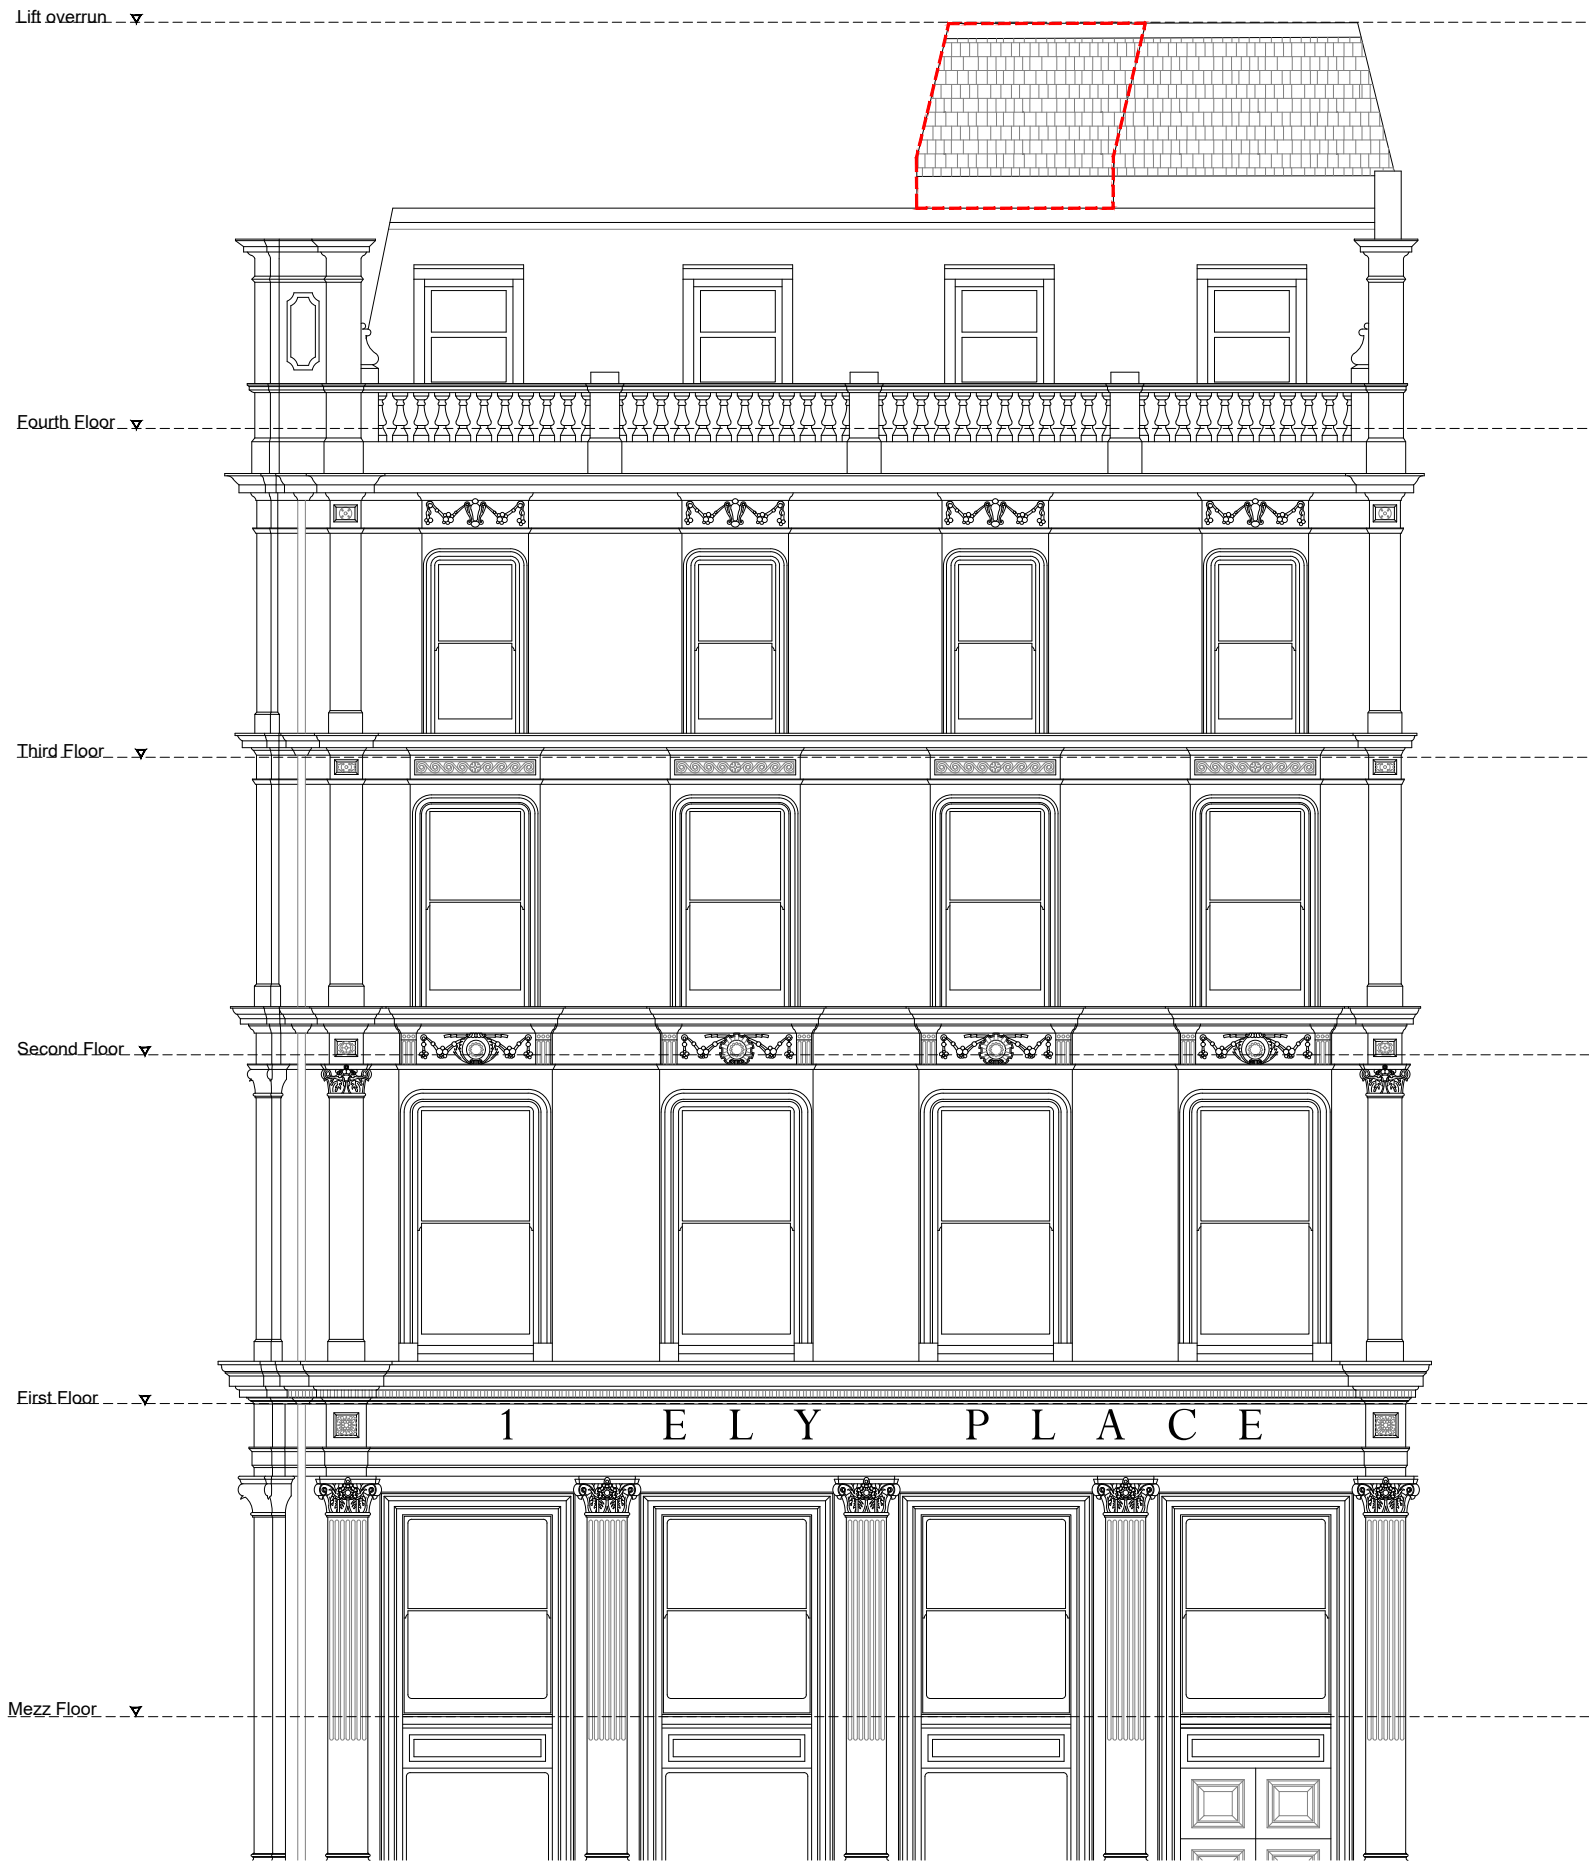 Lift overrun
Fourth Floor
Third Floor
Second Floor
First Floor
1 ELY PLACE
Mezz Floor